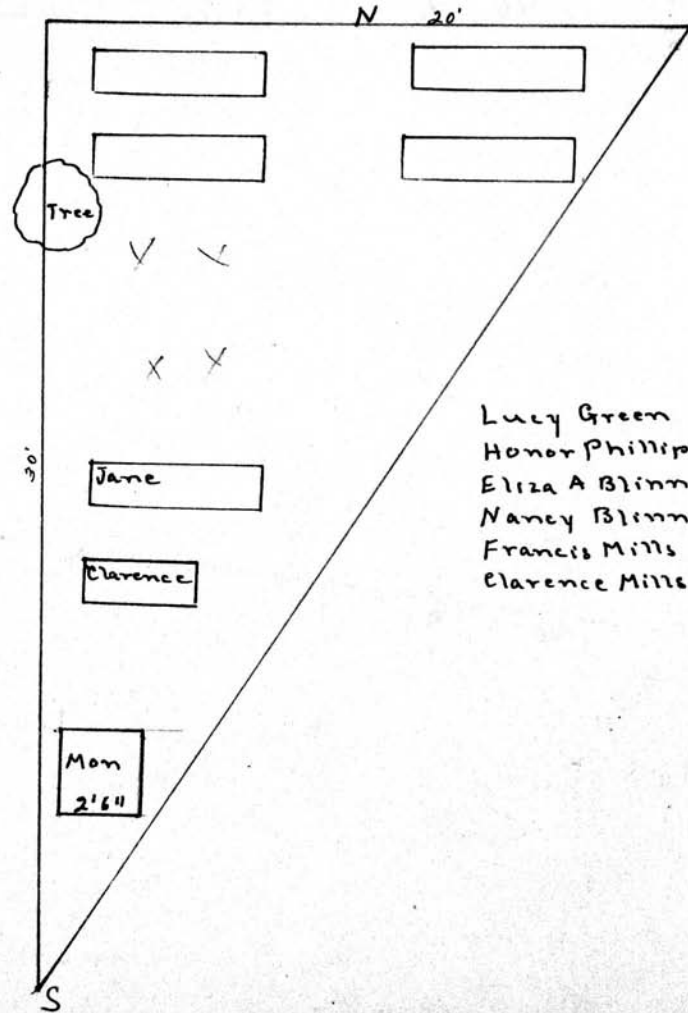 N 20'
Tree
30'
Lucy Green
Honor Phillip
Eliza A Blinn
Nancy Blinn
Francis Mills
Clarence Mills
Jane
Clarence
Mon
2'6"
S